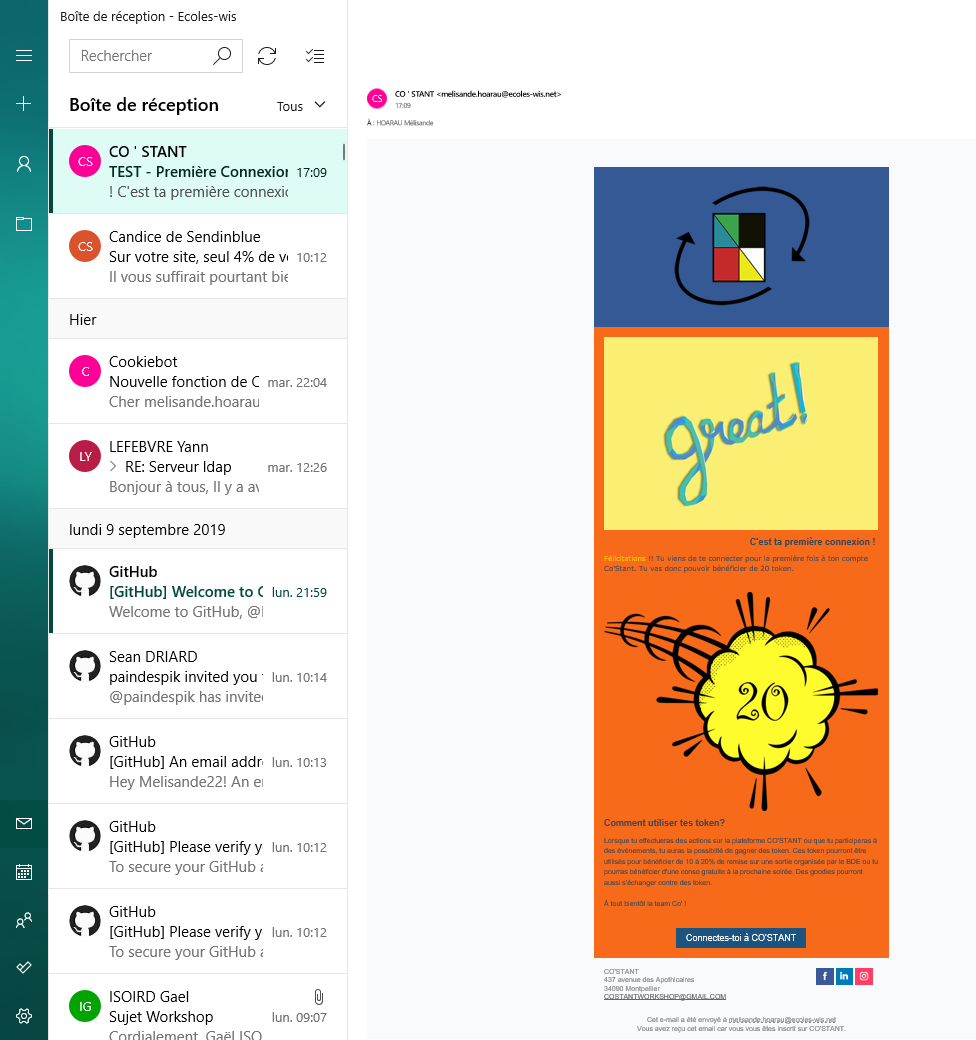 Boîte de réception - Ecoles-wis
Rechercher
Boîte de réception
Tous
CS
CO ' STANT
TEST - Première Connexion
17:09
! C'est ta première connexio
CS
Candice de Sendinblue
Sur votre site, seul 4% de vo
10:12
Il vous suffirait pourtant bie
Hier
C
Cookiebot
Nouvelle fonction de C
mar. 22:04
Cher melisande.hoarau
LY
LEFEBVRE Yann
RE: Serveur ldap
mar. 12:26
Bonjour à tous, Il y a av
lundi 9 septembre 2019
GitHub
[GitHub] Welcome to G
lun. 21:59
Welcome to GitHub, @
Sean DRIARD
paindespik invited you
lun. 10:14
@paindespik has invited
GitHub
[GitHub] An email addre
lun. 10:13
Hey Melisande22! An e
GitHub
[GitHub] Please verify y
lun. 10:12
To secure your GitHub a
GitHub
[GitHub] Please verify y
lun. 10:12
To secure your GitHub a
IG
ISOIRD Gael
Sujet Workshop
lun. 09:07
Cordialement, Gaël ISO
CS
CO ' STANT <melisande.hoarau@ecoles-wis.net>
17:09
À : HOARAU Mélisande
great!
C'est ta première connexion !
Félicitations !! Tu viens de te connecter pour la première fois à ton compte
Co'Stant. Tu vas donc pouvoir bénéficier de 20 token.
20
Comment utiliser tes token?
Lorsque tu effectueras des actions sur la plateforme CO'STANT ou que tu participeras à
des événements, tu auras la possibilité de gagner des token. Ces token pourront être
utilisés pour bénéficier de 10 à 20% de remise sur une sortie organisée par le BDE ou tu
pourras bénéficier d'une conso gratuite à la prochaine soirée. Des goodies pourront
aussi s'échanger contre des token.
À tout bientôt la team Co' !
Connectes-toi à CO'STANT
CO'STANT
437 avenue des Apothicaires
34090 Montpellier
COSTANTWORKSHOP@GMAIL.COM
f in
Cet e-mail a été envoyé à melisande.hoarau@ecoles-wis.net
Vous avez reçu cet email car vous vous êtes inscrit sur CO'STANT.